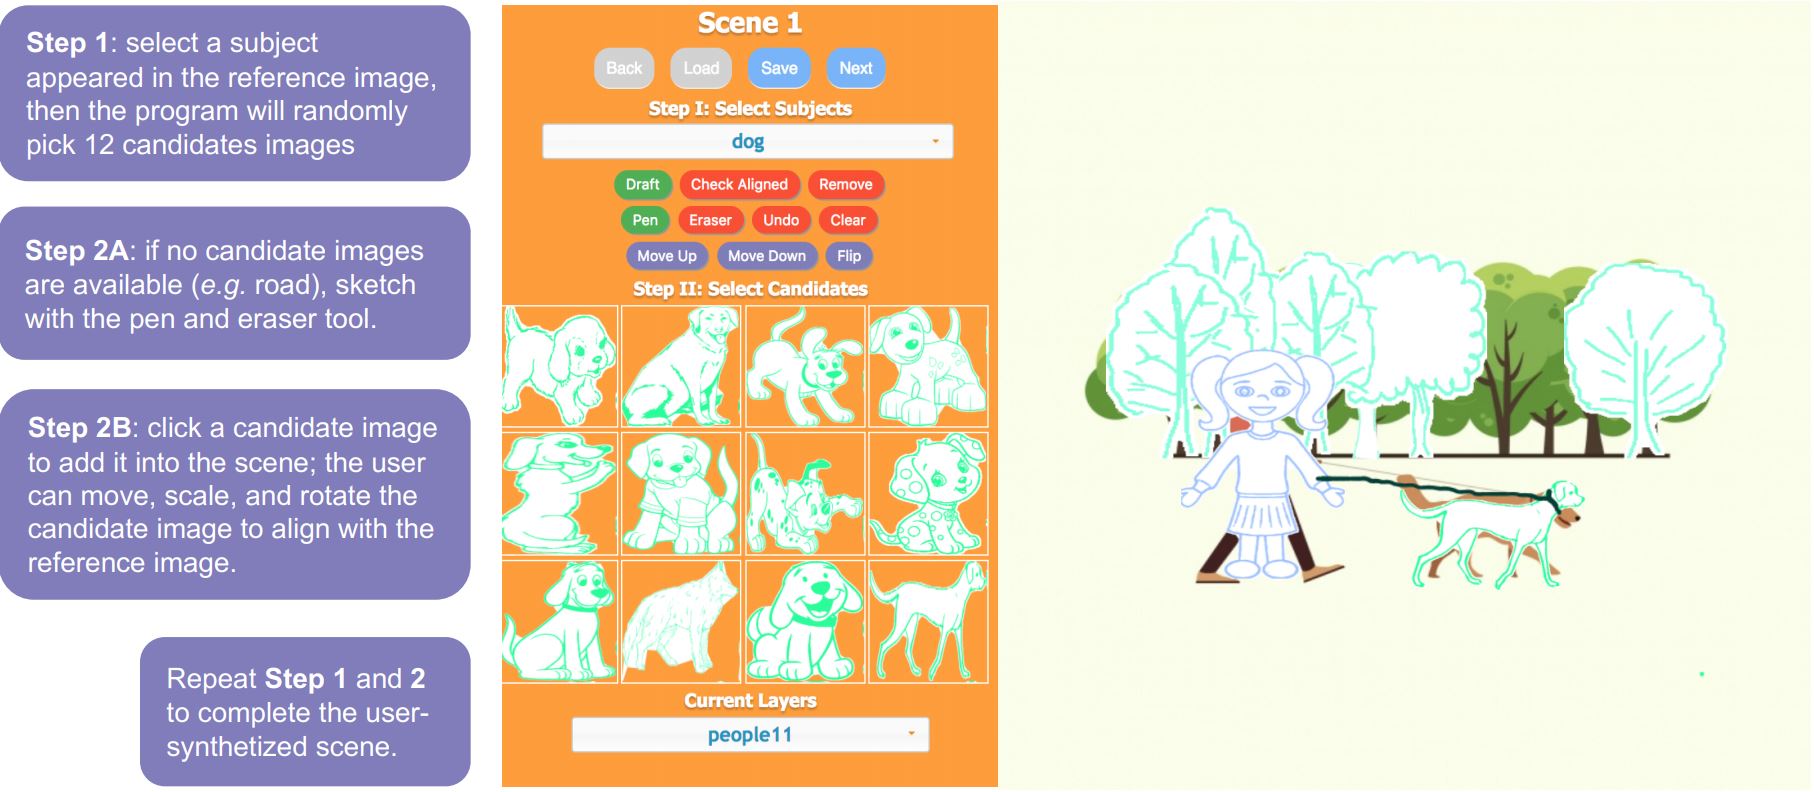 Step 1: select a subject
appeared in the reference image,
then the program will randomly
pick 12 candidates images
Step 2A: if no candidate images
are available (e.g. road), sketch
with the pen and eraser tool.
Step 2B: click a candidate image
to add it into the scene; the user
can move, scale, and rotate the
candidate image to align with the
reference image.
Repeat Step 1 and 2
to complete the user-
synthetized scene.
Scene 1
Back Load Save Next
Step I: Select Subjects
dog
Draft Check Aligned Remove
Pen Eraser Undo Clear
Move Up Move Down Flip
Step II: Select Candidates
Current Layers
people11